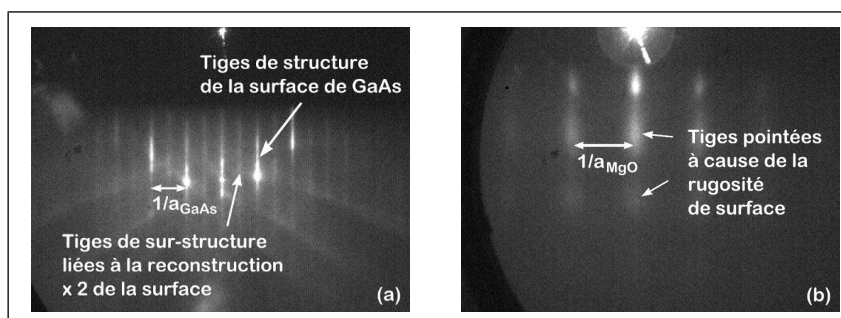 Tiges de structure
de la surface de GaAs
1/aGaAs
Tiges de sur-structure
liées à la reconstruction
x 2 de la surface
(a)
1/aMgO
Tiges pointées
à cause de la
rugosité
de surface
(b)